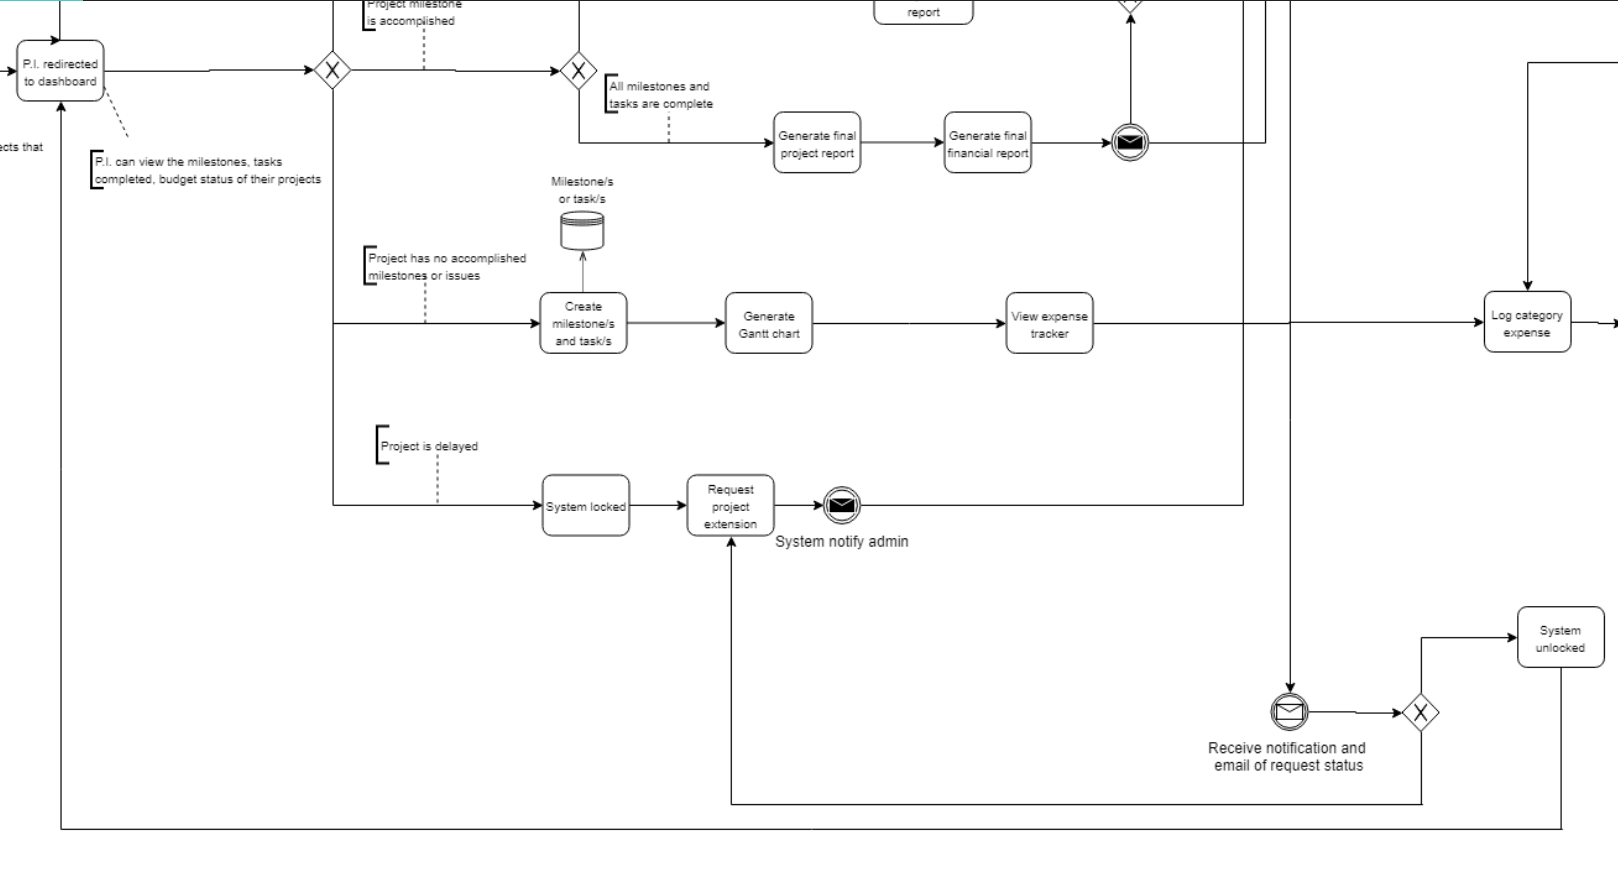 Project milestone
is accomplished
report
P.I. redirected
to dashboard
All milestones and
tasks are complete
Generate final
project report
Generate final
financial report
ects that
P.I. can view the milestones, tasks
completed, budget status of their projects
Milestone/s
or task/s
Project has no accomplished
milestones or issues
Create
milestone/s
and task/s
Generate
Gantt chart
View expense
tracker
Log category
expense
Project is delayed
System locked
Request
project
extension
System notify admin
System
unlocked
Receive notification and
email of request status